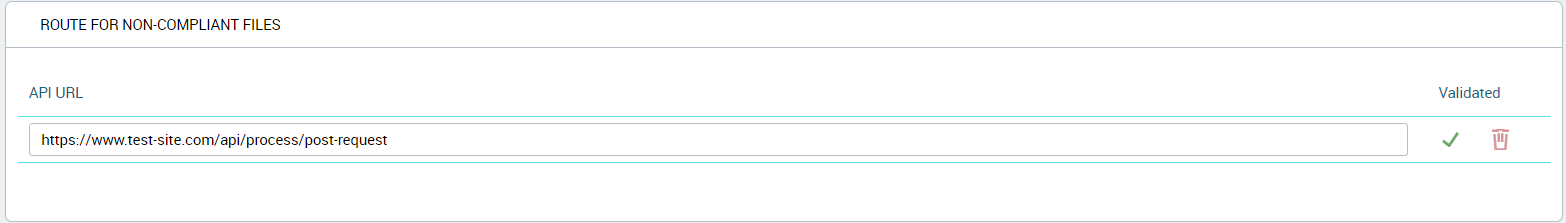 ROUTE FOR NON-COMPLIANT FILES
API URL Validated
https://www.test-site.com/api/process/post-request